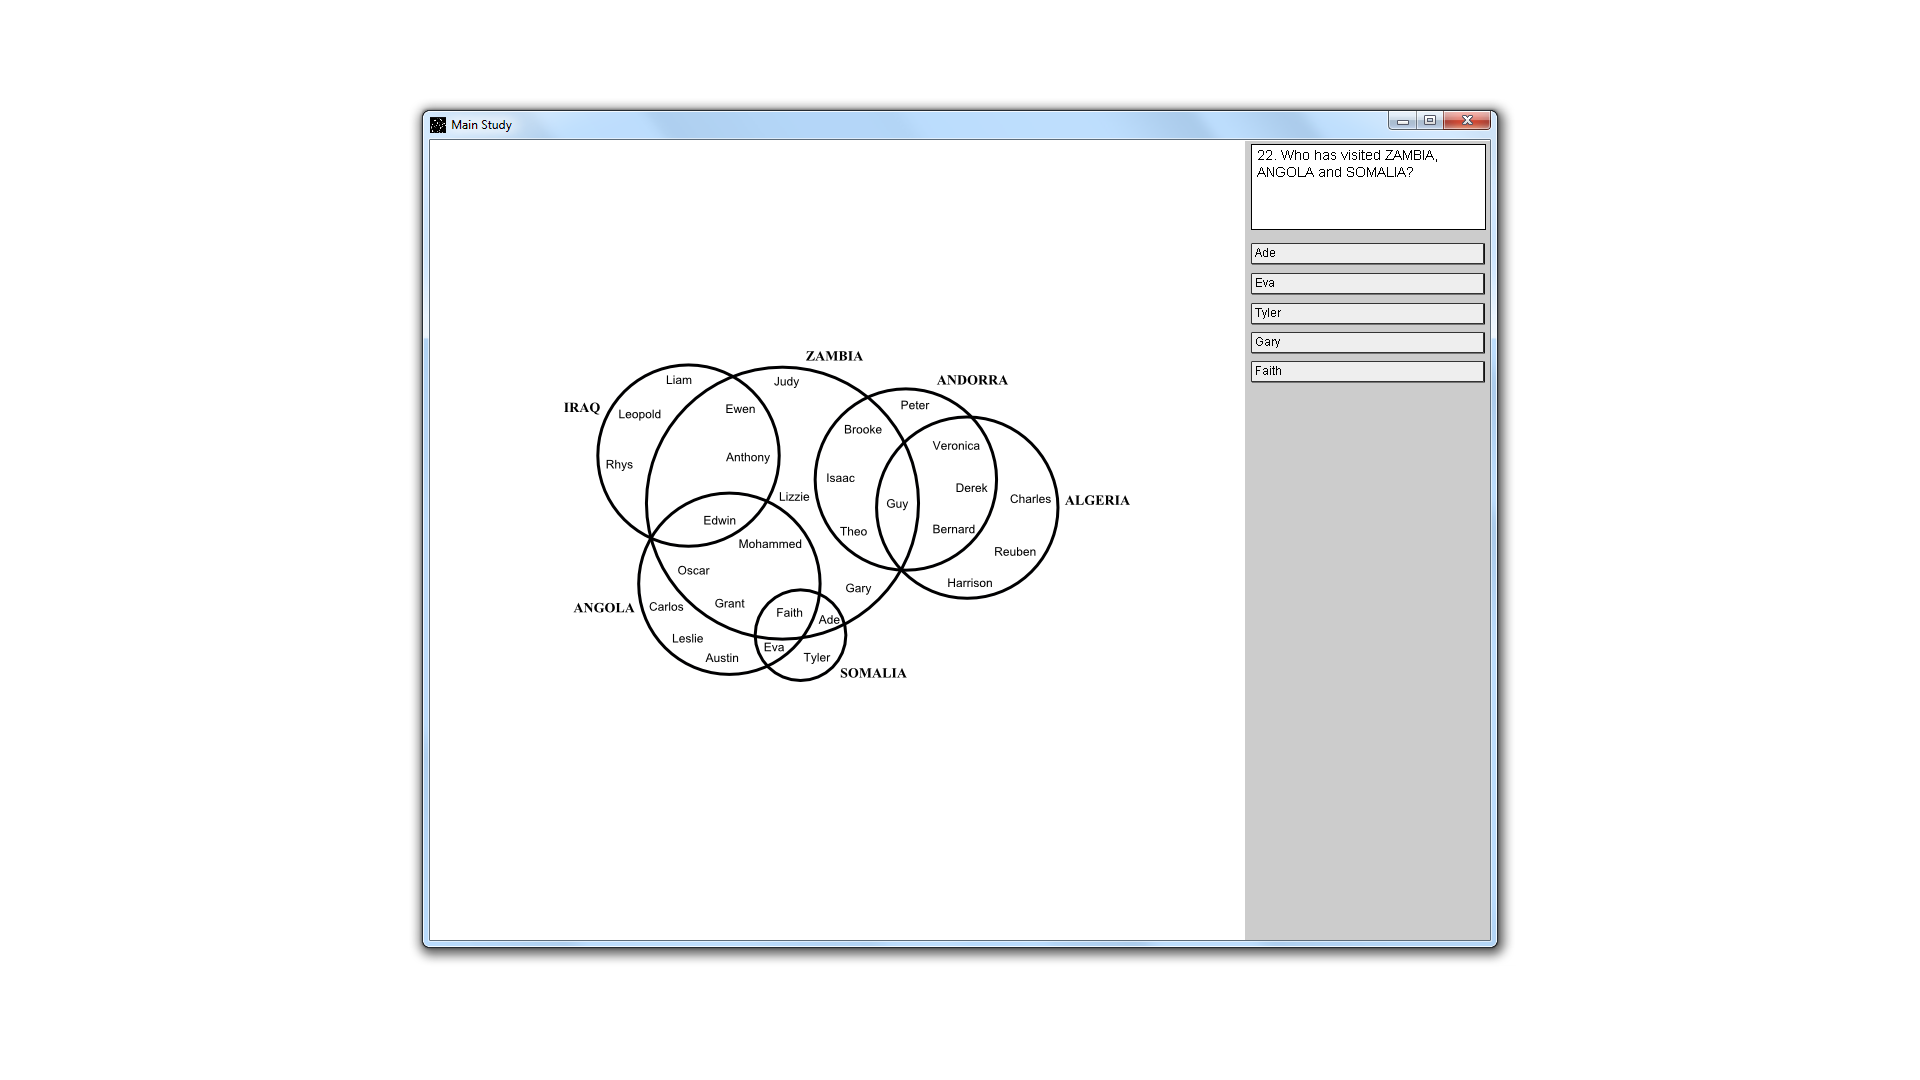 Main Study
22. Who has visited ZAMBIA,
ANGOLA and SOMALIA?
Ade
Eva
Tyler
Gary
Faith
ZAMBIA
ANDORRA
IRAQ
ALGERIA
ANGOLA
SOMALIA
Liam
Judy
Leopold
Ewen
Peter
Brooke
Veronica
Rhys
Anthony
Isaac
Derek
Lizzie
Charles
Guy
Edwin
Theo
Bernard
Mohammed
Reuben
Oscar
Gary
Harrison
Carlos
Grant
Faith
Ade
Leslie
Eva
Austin
Tyler